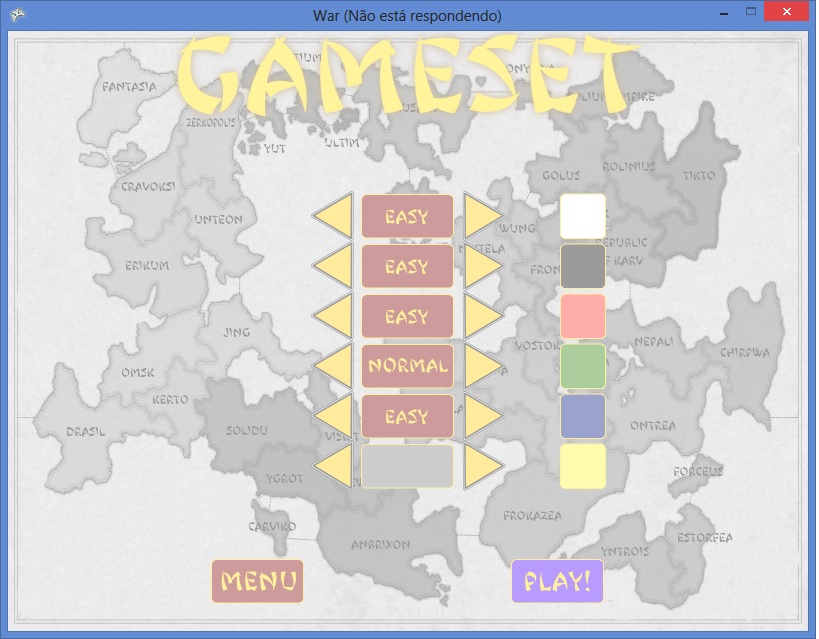 War (Não está respondendo)
GAMESET
FANTASIA
ZERKOPOLIS
YUT
ULTIM
CRAVOKSI
GOLUS
ROLINIUS
TIKTO
UNTEON
EASY
WUNG
REPUBLIC
F KARV
ERIKUM
EASY
FRON
JING
EASY
VOSTOK
NEPALI
CHIRPWA
OMSK
NORMAL
KERTO
DRASIL
SOLIDU
EASY
ONTREA
YGROT
FORCEUS
CARVIKO
ANBRIXON
FROKAZEA
YNTROIS
ESTORFEA
MENU
PLAY!